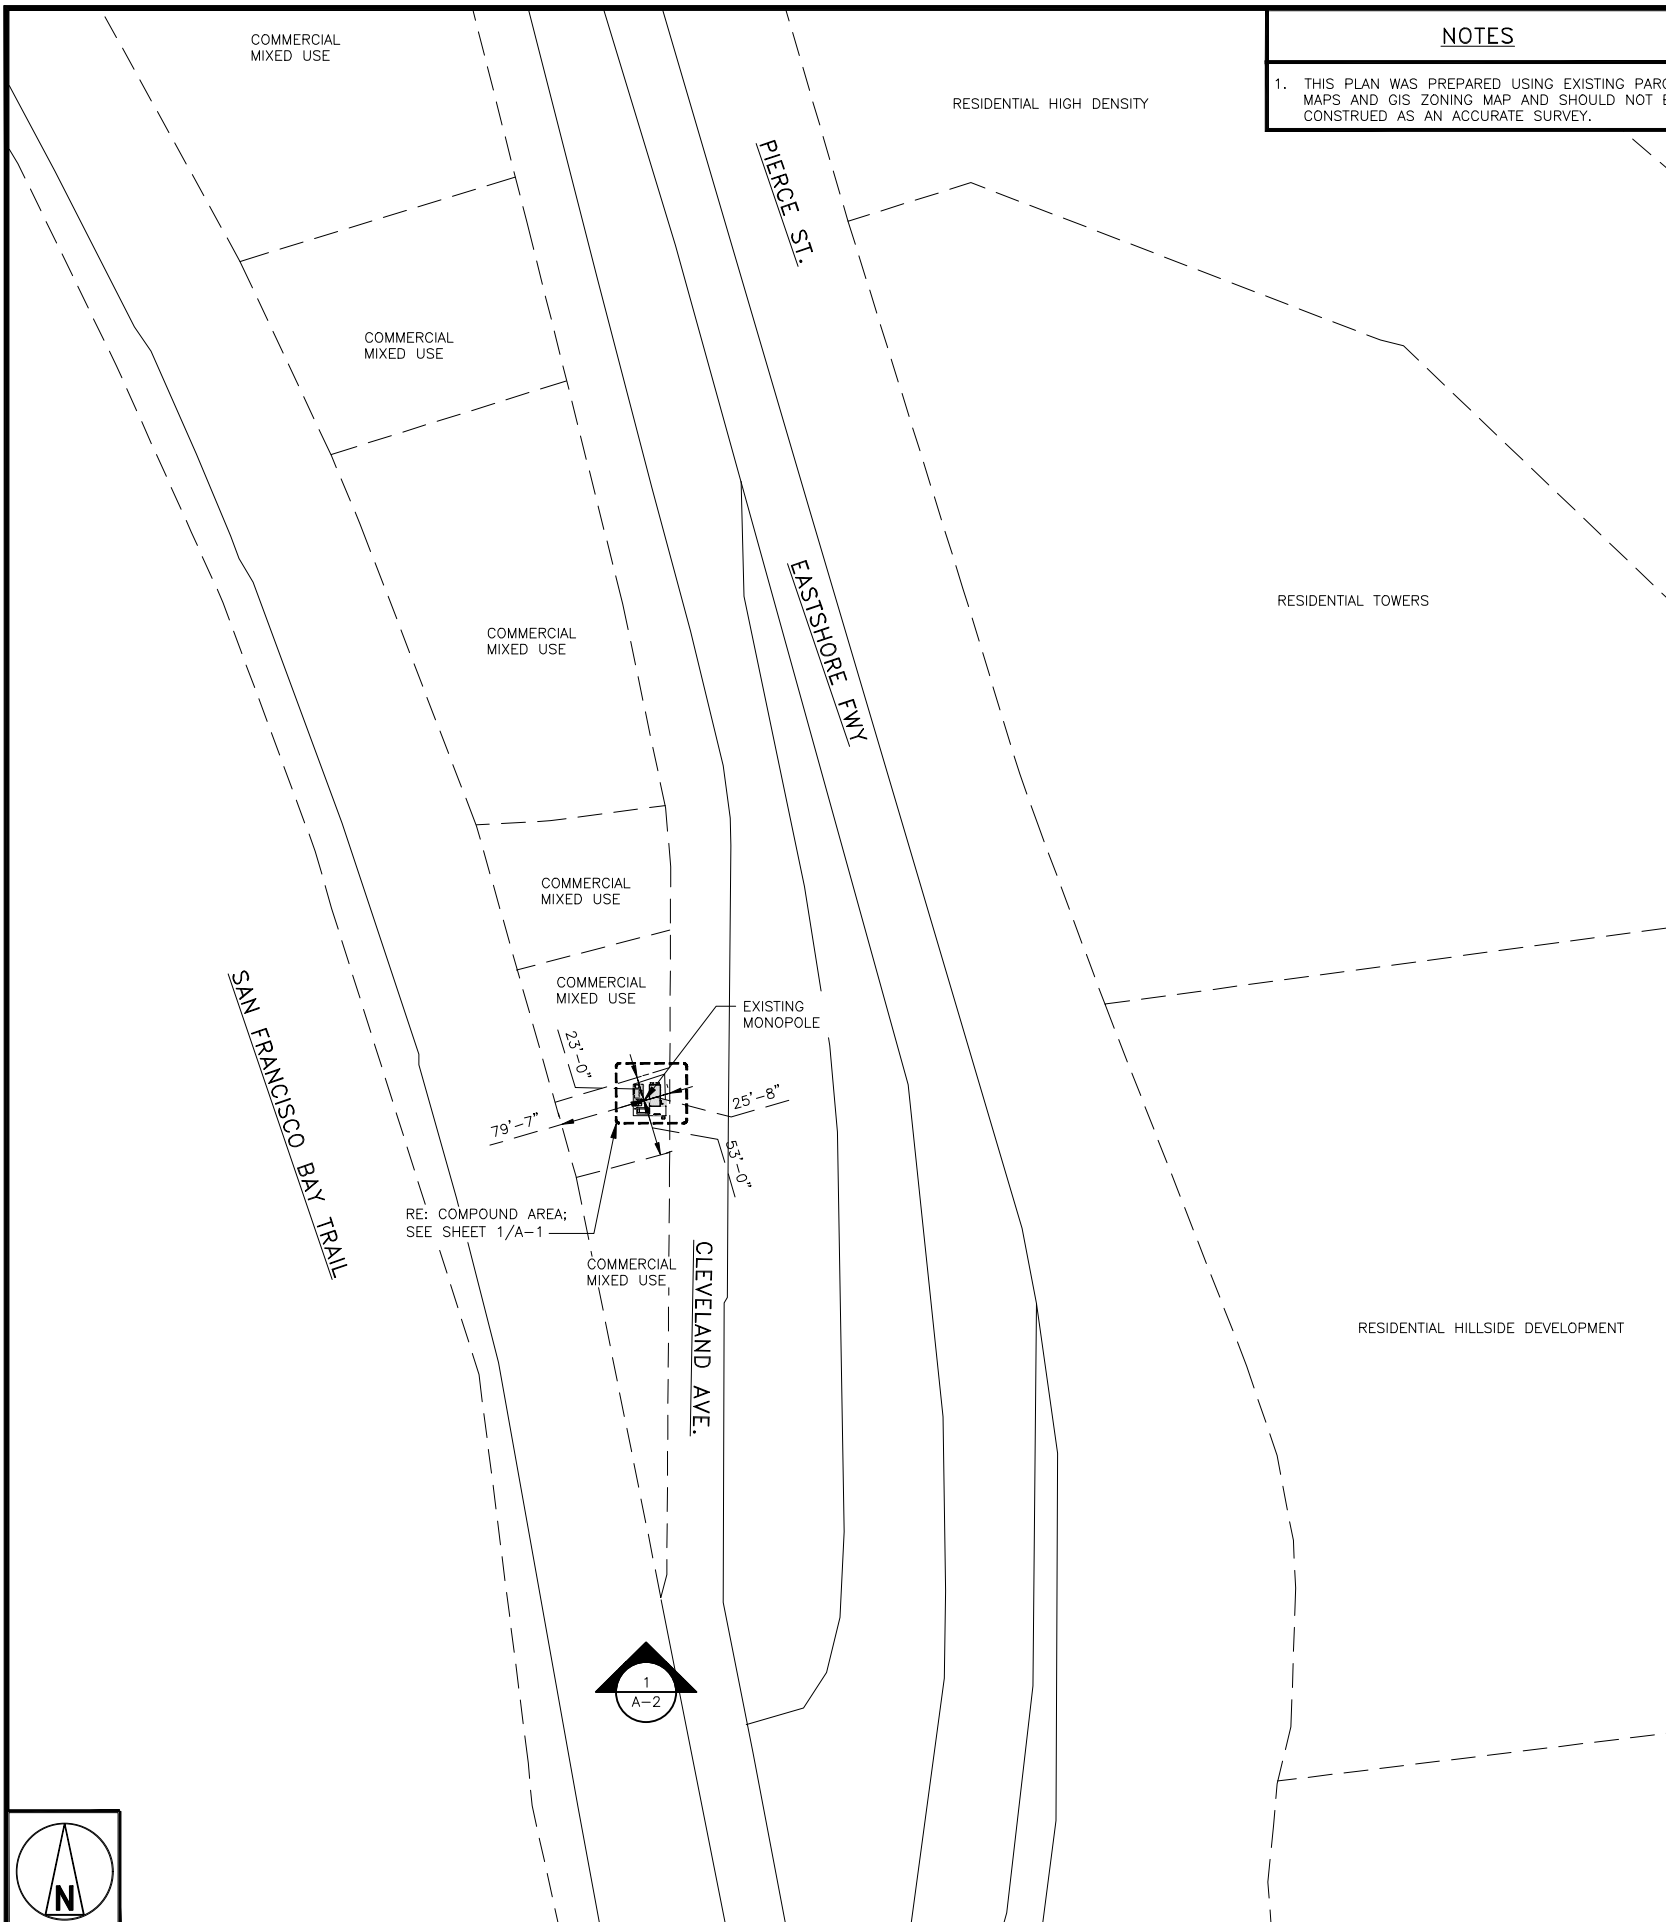 COMMERCIAL
MIXED USE
NOTES
1. THIS PLAN WAS PREPARED USING EXISTING
MAPS AND GIS ZONING MAP AND SHOULD NOT
CONSTRUED AS AN ACCURATE SURVEY.
RESIDENTIAL HIGH DENSITY
PIERCE ST.
COMMERCIAL
MIXED USE
EASTSHORE FWY
RESIDENTIAL TOWERS
COMMERCIAL
MIXED USE
COMMERCIAL
MIXED USE
SAN FRANCISCO BAY TRAIL
COMMERCIAL
MIXED USE
EXISTING
MONOPOLE
23'-0"
25'-8"
79'-7"
53'-0"
RE: COMPOUND AREA;
SEE SHEET 1/A-1
COMMERCIAL
MIXED USE
CLEVELAND AVE.
RESIDENTIAL HILLSIDE DEVELOPMENT
1
A-2
N